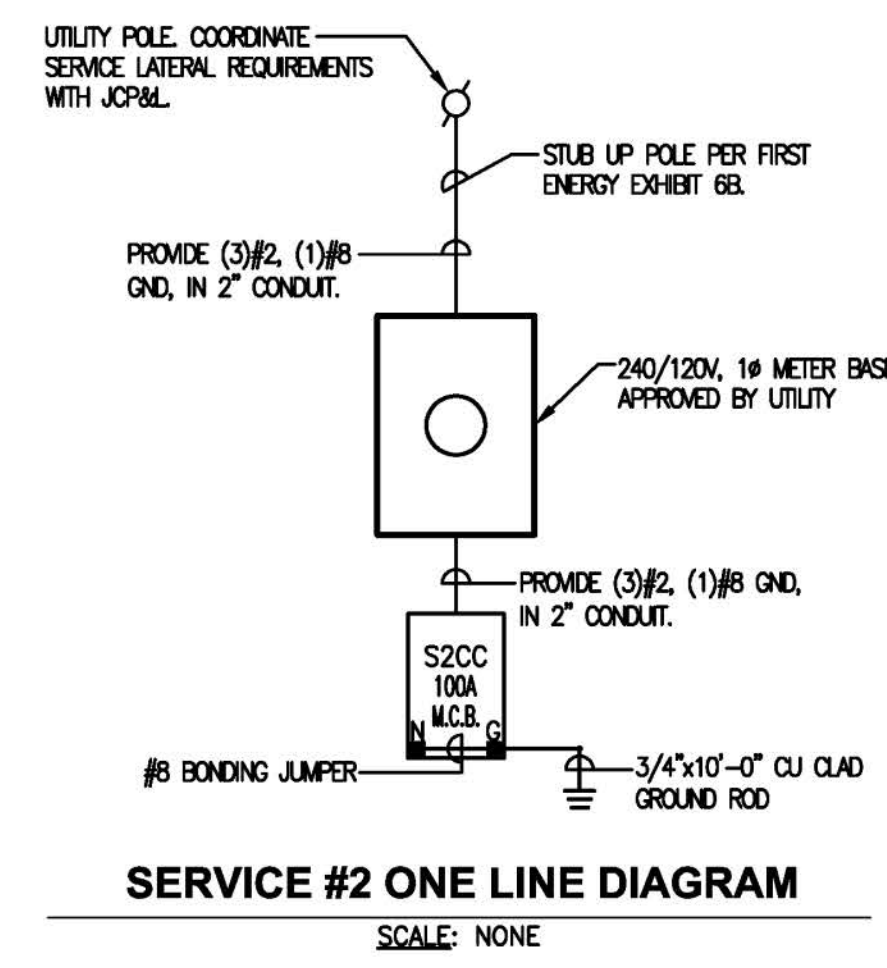 UTILITY POLE. COORDINATE
SERVICE LATERAL REQUIREMENTS
WITH JCP&L.
STUB UP POLE PER FIRST
ENERGY EXHIBIT 6B.
PROVIDE (3)#2, (1)#8
GND, IN 2" CONDUIT.
240/120V, 1ø METER BASE
APPROVED BY UTILITY
PROVIDE (3)#2, (1)#8 GND,
IN 2" CONDUIT.
S2CC
100A
M.C.B.
N G
#8 BONDING JUMPER
3/4"x10'-0" CU CLAD
GROUND ROD
SERVICE #2 ONE LINE DIAGRAM
SCALE: NONE